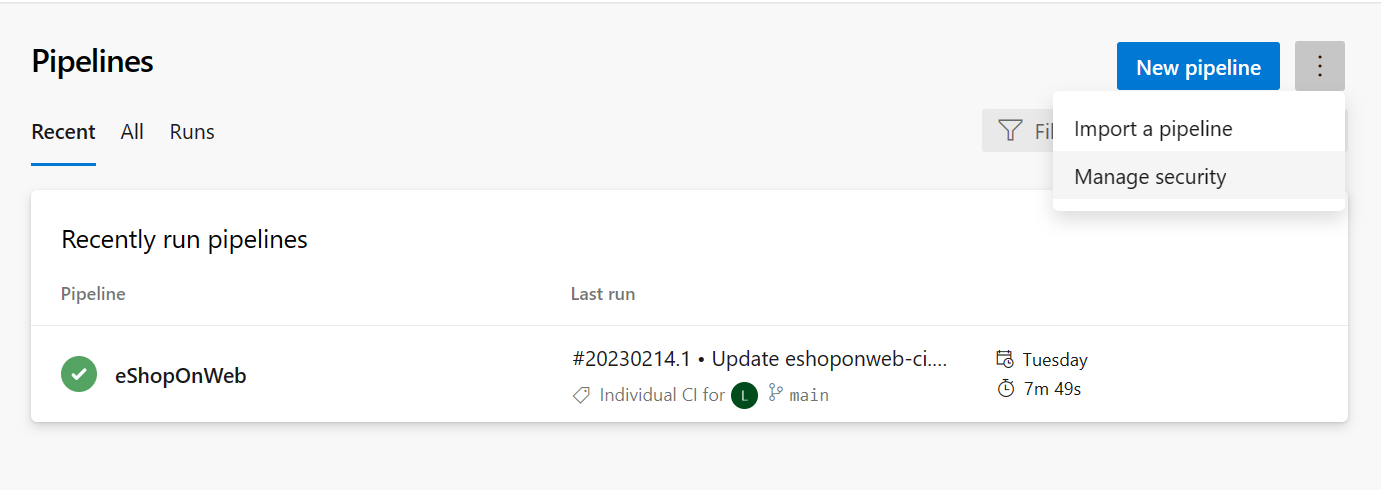 Pipelines
New pipeline
Recent All Runs
Import a pipeline
Manage security
Recently run pipelines
Pipeline Last run
eShopOnWeb
#20230214.1 • Update eshoponweb-ci.... Tuesday
Individual CI for L main 7m 49s